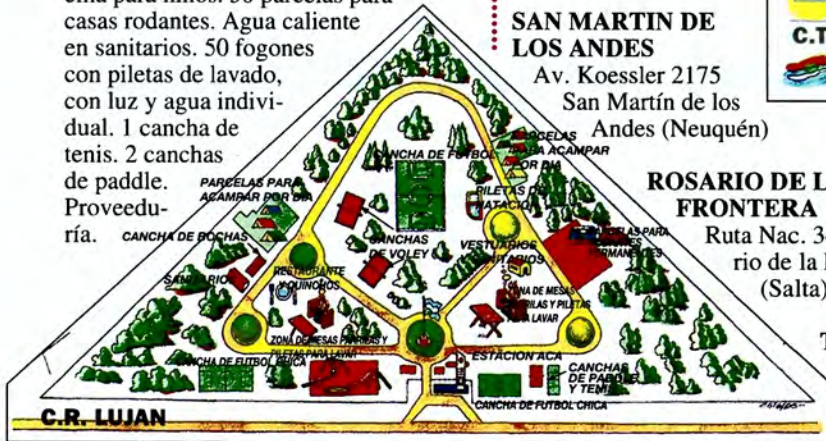 casas rodantes. Agua caliente
en sanitarios. 50 fogones
con piletas de lavado,
con luz y agua indivi-
dual. 1 cancha de
tenis. 2 canchas
de paddle.
Proveedu-
ría.
SAN MARTIN DE
LOS ANDES
Av. Koessler 2175
San Martín de los
Andes (Neuquén)
ROSARIO DE L
FRONTERA
Ruta Nac. 3
rio de la
(Salta)
C.T
PARCELAS
PARA ACAMPAR
POR DIA
CANCHA DE FUTBOL
PARCELAS PARA
ACAMPAR POR DIA
PILETAS DE
NATACION
CANCHA DE BOCHAS
CANCHAS
DE VOLEY
VESTUARIOS
SANITARIOS
PARCELAS PARA
PERMANENTES
SANITARIOS
RESTAURANTE
Y QUINCHOS
ZONA DE MESAS
PARRILLAS Y PILETAS
PARA LAVAR
ZONA DE MESAS PARRILLAS Y
PILETAS PARA LAVAR
CANCHA DE FUTBOL CHICA
ESTACION ACA
CANCHAS
DE PADDLE
Y TENIS
CANCHA DE FUTBOL CHICA
C.R. LUJAN